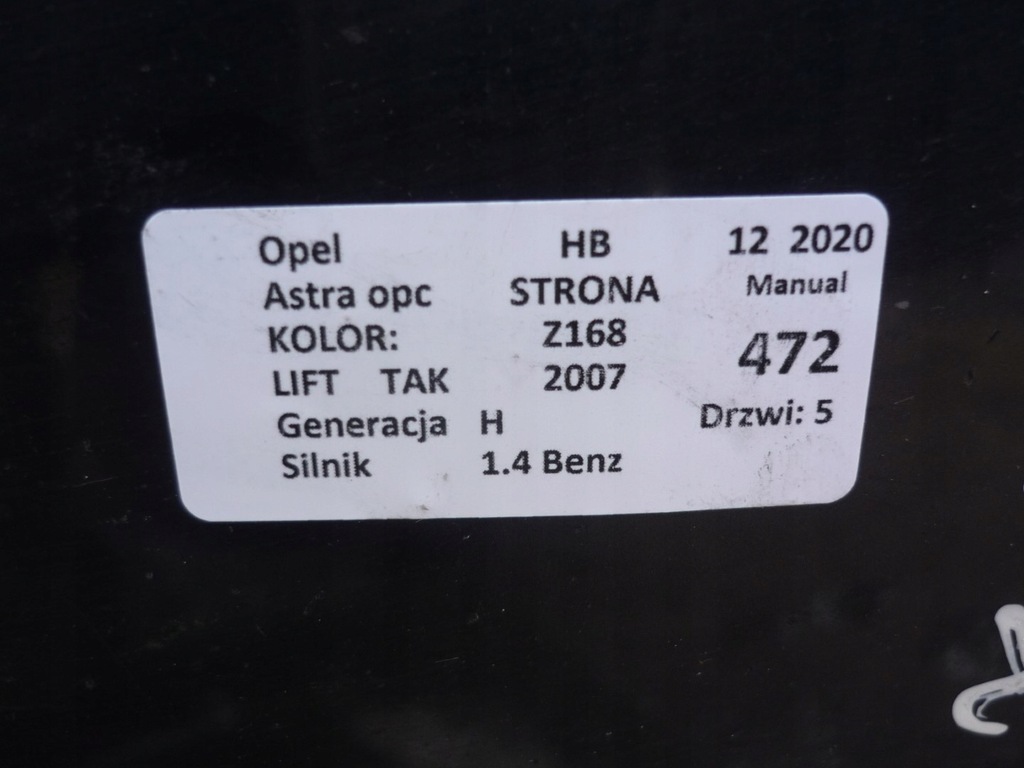 Opel HB 12 2020
Astra opc STRONA Manual
KOLOR: Z168 472
LIFT TAK 2007
Generacja H Drzwi: 5
Silnik 1.4 Benz